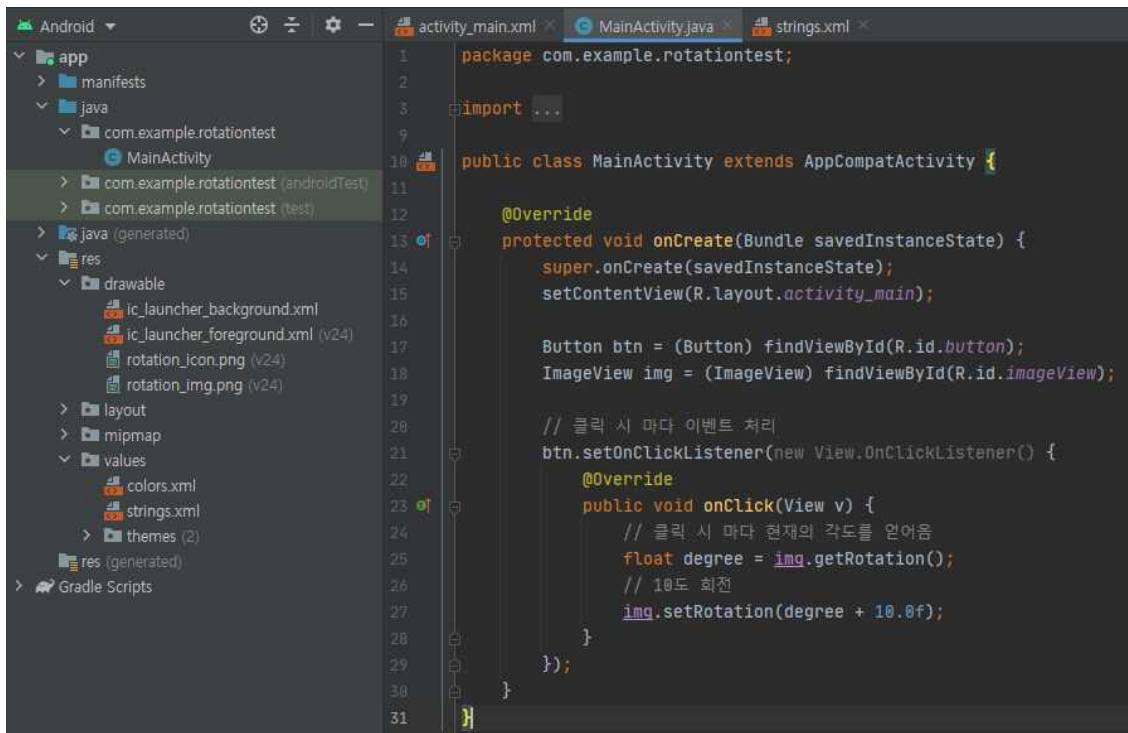 Android
app
manifests
java
com.example.rotationtest
MainActivity
com.example.rotationtest (androidTest)
com.example.rotationtest (test)
java (generated)
res
drawable
ic_launcher_background.xml
ic_launcher_foreground.xml (v24)
rotation_icon.png (v24)
rotation_img.png (v24)
layout
mipmap
values
colors.xml
strings.xml
themes (2)
res (generated)
Gradle Scripts
activity_main.xml MainActivity.java strings.xml
1 package com.example.rotationtest;
2
3 import ...
9
10 public class MainActivity extends AppCompatActivity {
11
12 @Override
13 protected void onCreate(Bundle savedInstanceState) {
14 super.onCreate(savedInstanceState);
15 setContentView(R.layout.activity_main);
16
17 Button btn = (Button) findViewById(R.id.button);
18 ImageView img = (ImageView) findViewById(R.id.imageView);
19
20 // 클릭 시 마다 이벤트 처리
21 btn.setOnClickListener(new View.OnClickListener() {
22 @Override
23 public void onClick(View v) {
24 // 클릭 시 마다 현재의 각도를 얻어옴
25 float degree = img.getRotation();
26 // 10도 회전
27 img.setRotation(degree + 10.0f);
28 }
29 });
30 }
31 }